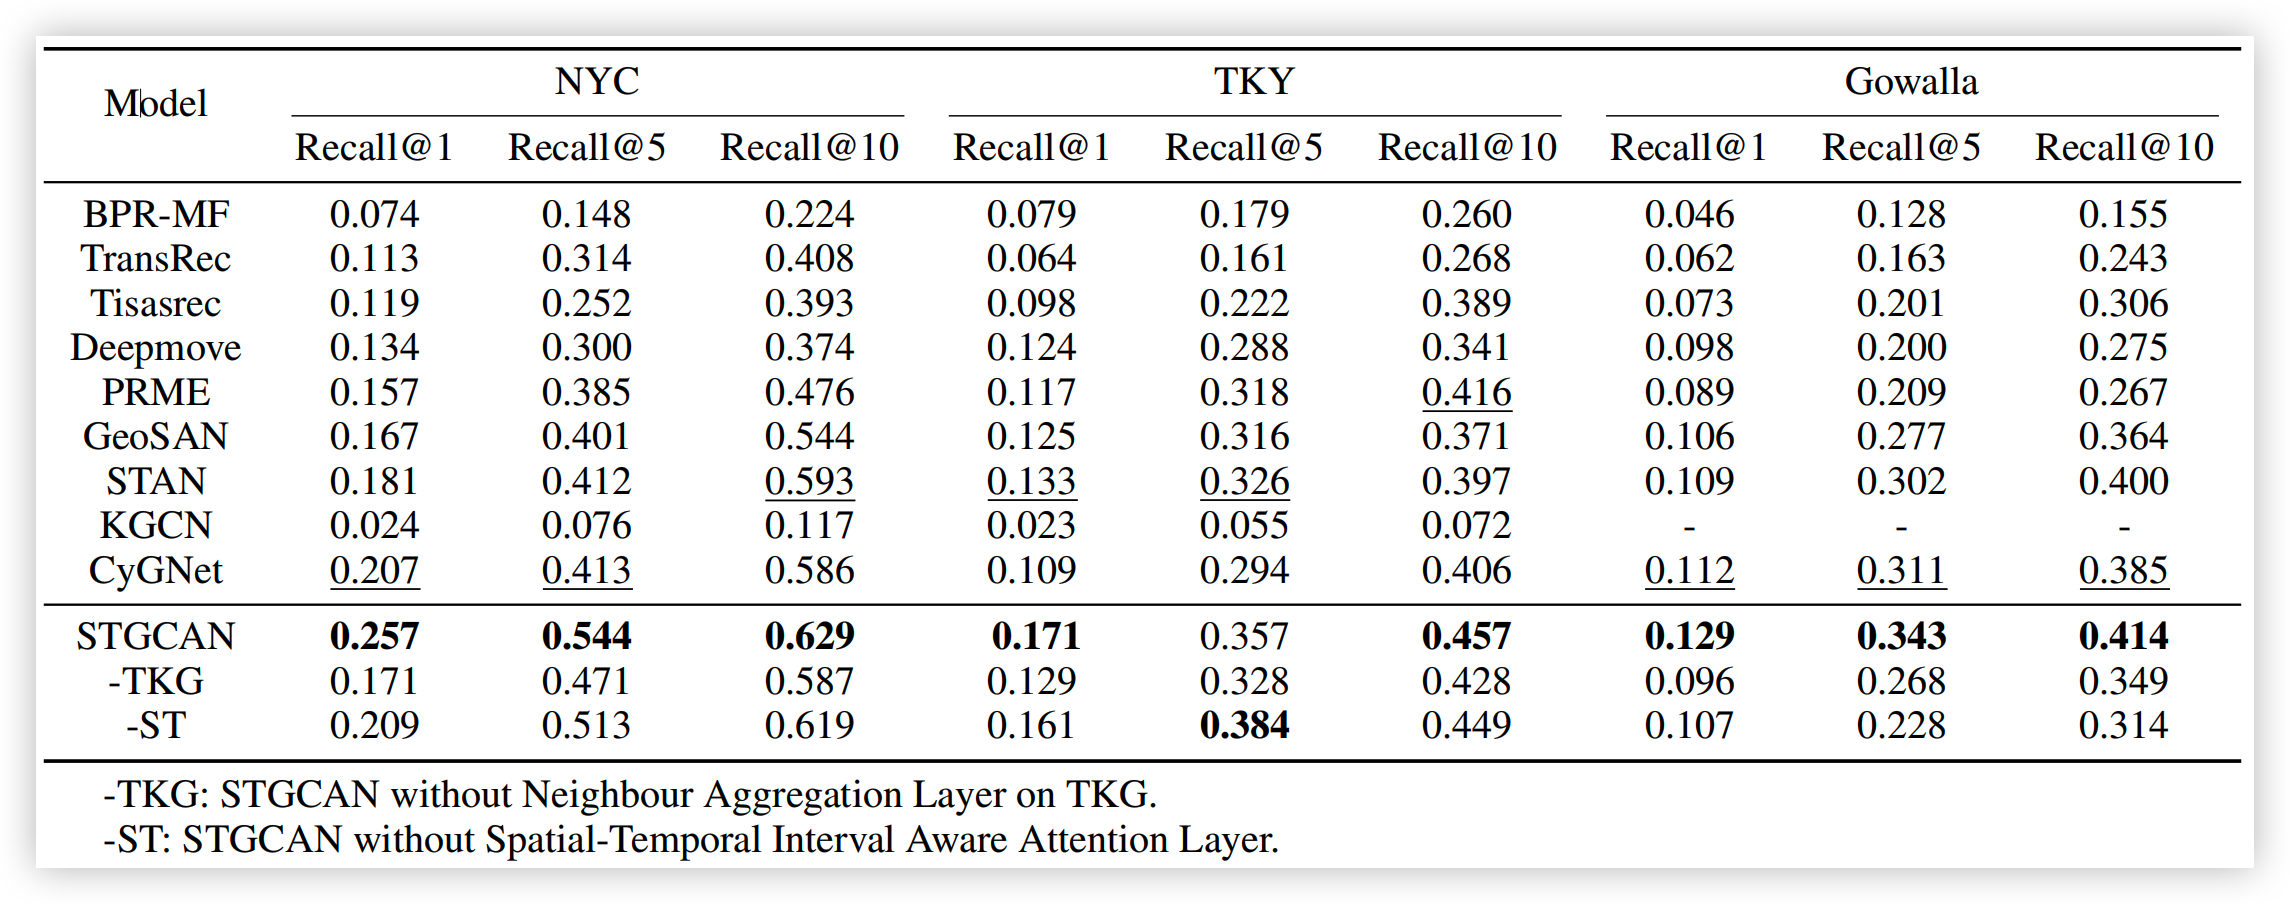 Model NYC TKY Gowalla
Recall@1 Recall@5 Recall@10 Recall@1 Recall@5 Recall@10 Recall@1 Recall@5 Recall@10
BPR-MF 0.074 0.148 0.224 0.079 0.179 0.260 0.046 0.128 0.155
TransRec 0.113 0.314 0.408 0.064 0.161 0.268 0.062 0.163 0.243
Tisasrec 0.119 0.252 0.393 0.098 0.222 0.389 0.073 0.201 0.306
Deepmove 0.134 0.300 0.374 0.124 0.288 0.341 0.098 0.200 0.275
PRME 0.157 0.385 0.476 0.117 0.318 0.416 0.089 0.209 0.267
GeoSAN 0.167 0.401 0.544 0.125 0.316 0.371 0.106 0.277 0.364
STAN 0.181 0.412 0.593 0.133 0.326 0.397 0.109 0.302 0.400
KGCN 0.024 0.076 0.117 0.023 0.055 0.072 - - -
CyGNet 0.207 0.413 0.586 0.109 0.294 0.406 0.112 0.311 0.385
STGCAN 0.257 0.544 0.629 0.171 0.357 0.457 0.129 0.343 0.414
-TKG 0.171 0.471 0.587 0.129 0.328 0.428 0.096 0.268 0.349
-ST 0.209 0.513 0.619 0.161 0.384 0.449 0.107 0.228 0.314
-TKG: STGCAN without Neighbour Aggregation Layer on TKG.
-ST: STGCAN without Spatial-Temporal Interval Aware Attention Layer.